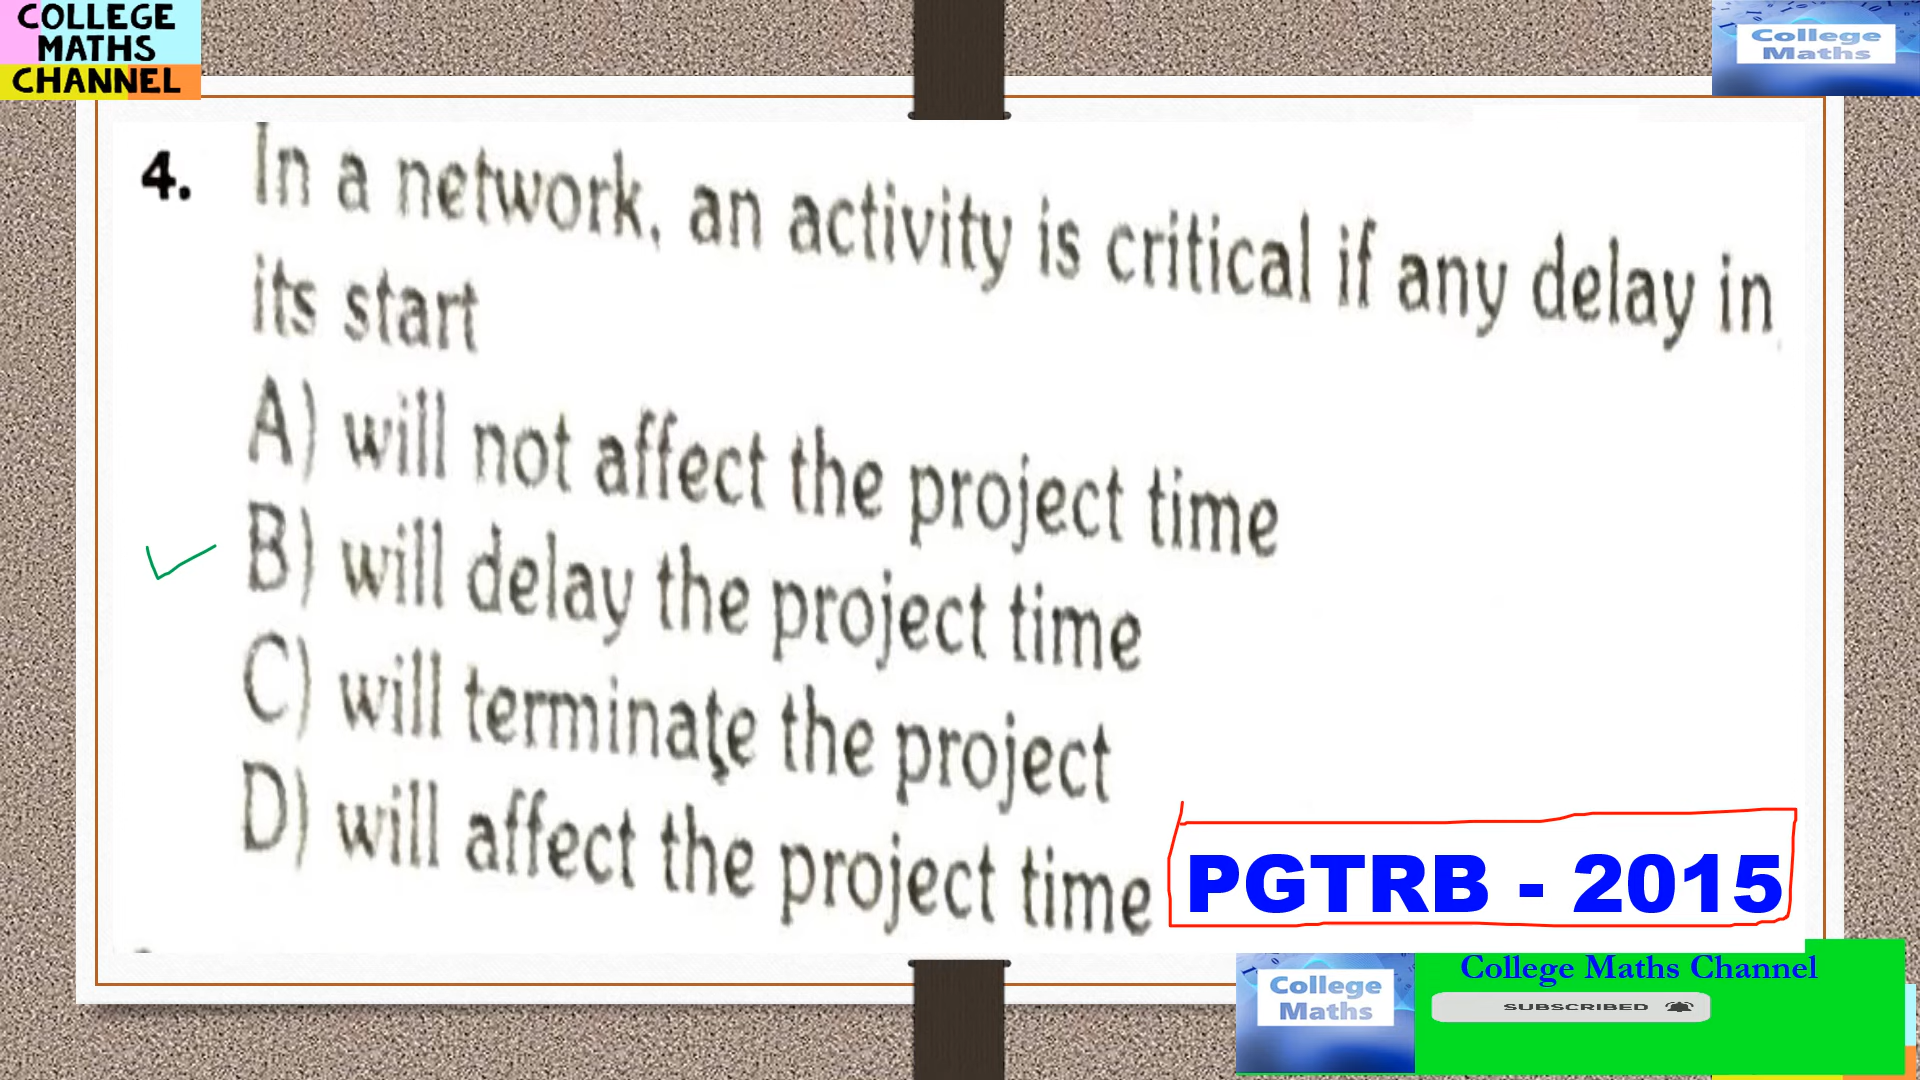 COLLEGE
MATHS
CHANNEL
College
Maths
4. In a network, an activity is critical if any delay in
its start
A) will not affect the project time
B) will delay the project time
C) will terminate the project
D) will affect the project time
PGTRB - 2015
College
Maths
College Maths Channel
SUBSCRIBED